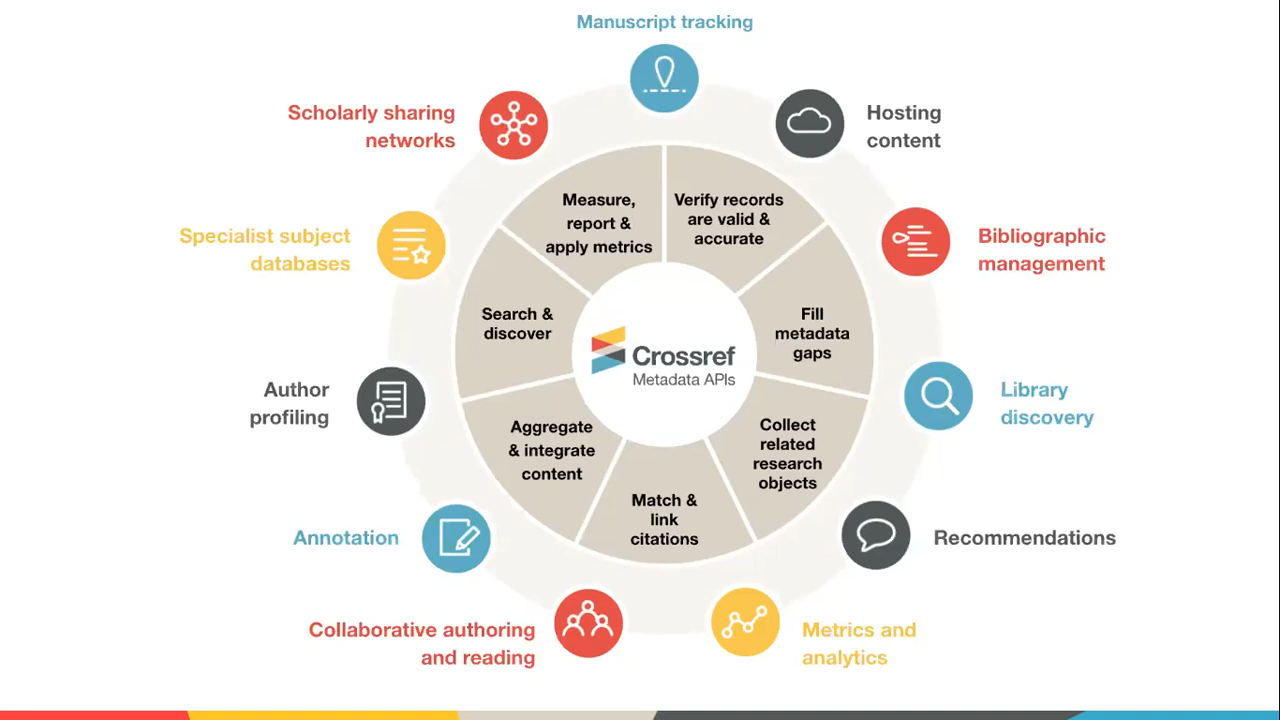 Manuscript tracking
Hosting
content
Bibliographic
management
Library
discovery
Recommendations
Metrics and
analytics
Collaborative authoring
and reading
Annotation
Author
profiling
Specialist subject
databases
Scholarly sharing
networks
Verify records
are valid &
accurate
Fill
metadata
gaps
Collect
related
research
objects
Match &
link
citations
Aggregate
& integrate
content
Search &
discover
Measure,
report &
apply metrics
Crossref
Metadata APIs